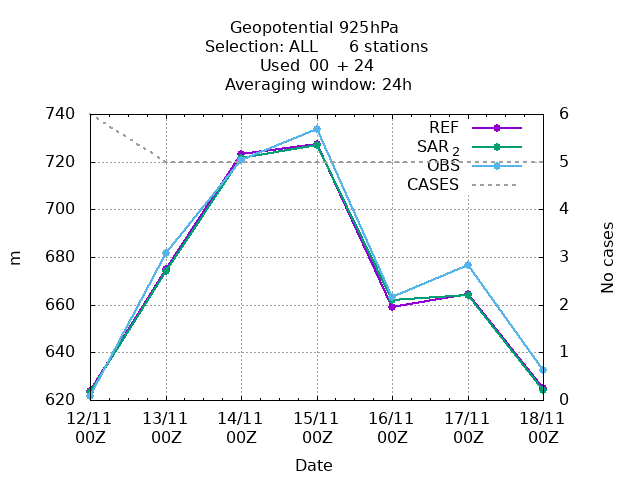 Geopotential 925hPa
Selection: ALL 6 stations
Used 00 + 24
Averaging window: 24h
740 6
REF
SAR 2
720 5
OBS
CASES
700 4
680 3
m
No cases
660 2
640 1
620 0
12/11 13/11 14/11 15/11 16/11 17/11 18/11
00Z 00Z 00Z 00Z 00Z 00Z 00Z
Date